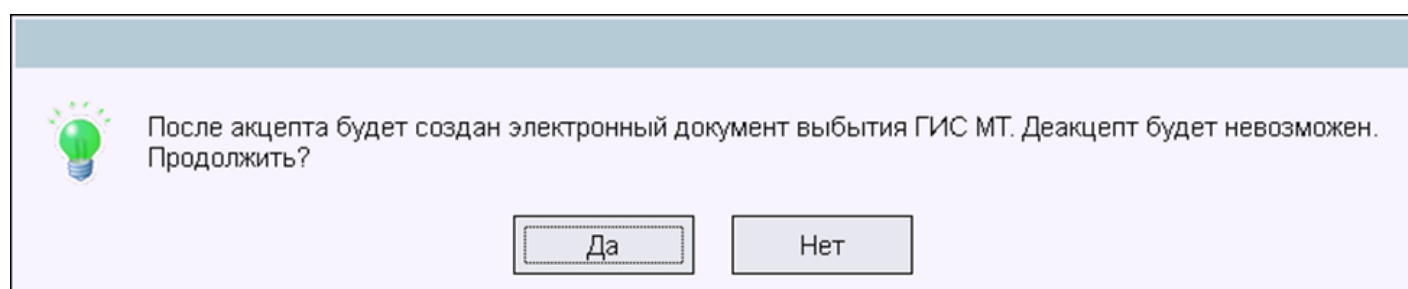 После акцепта будет создан электронный документ выбытия ГИС МТ. Деакцепт будет невозможен.
Продолжить?
Да
Нет